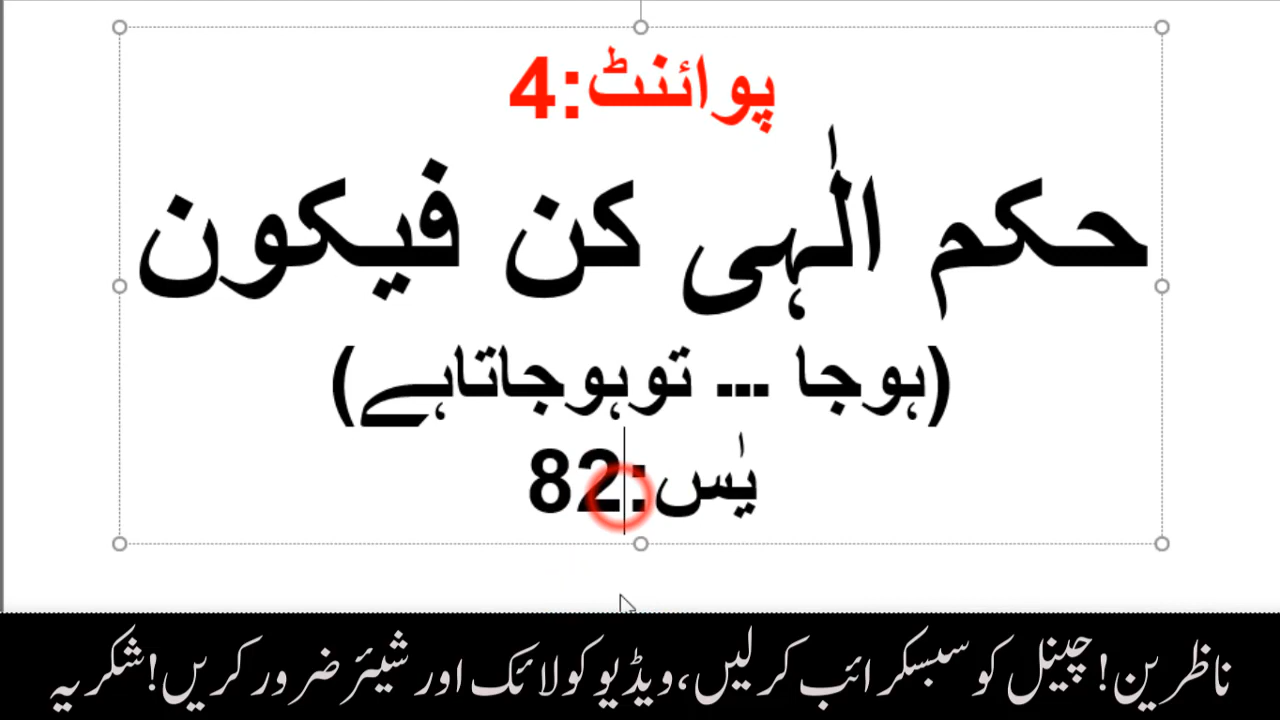 پوائنٹ:4
حکم الٰہی کن فیکون
(ہوجا ... توہوجاتاہے)
یٰس:82
ناظرین! چینل کو سبسکرائب کرلیں، ویڈیو کو لائک اور شیئر ضرور کریں! شکریہ